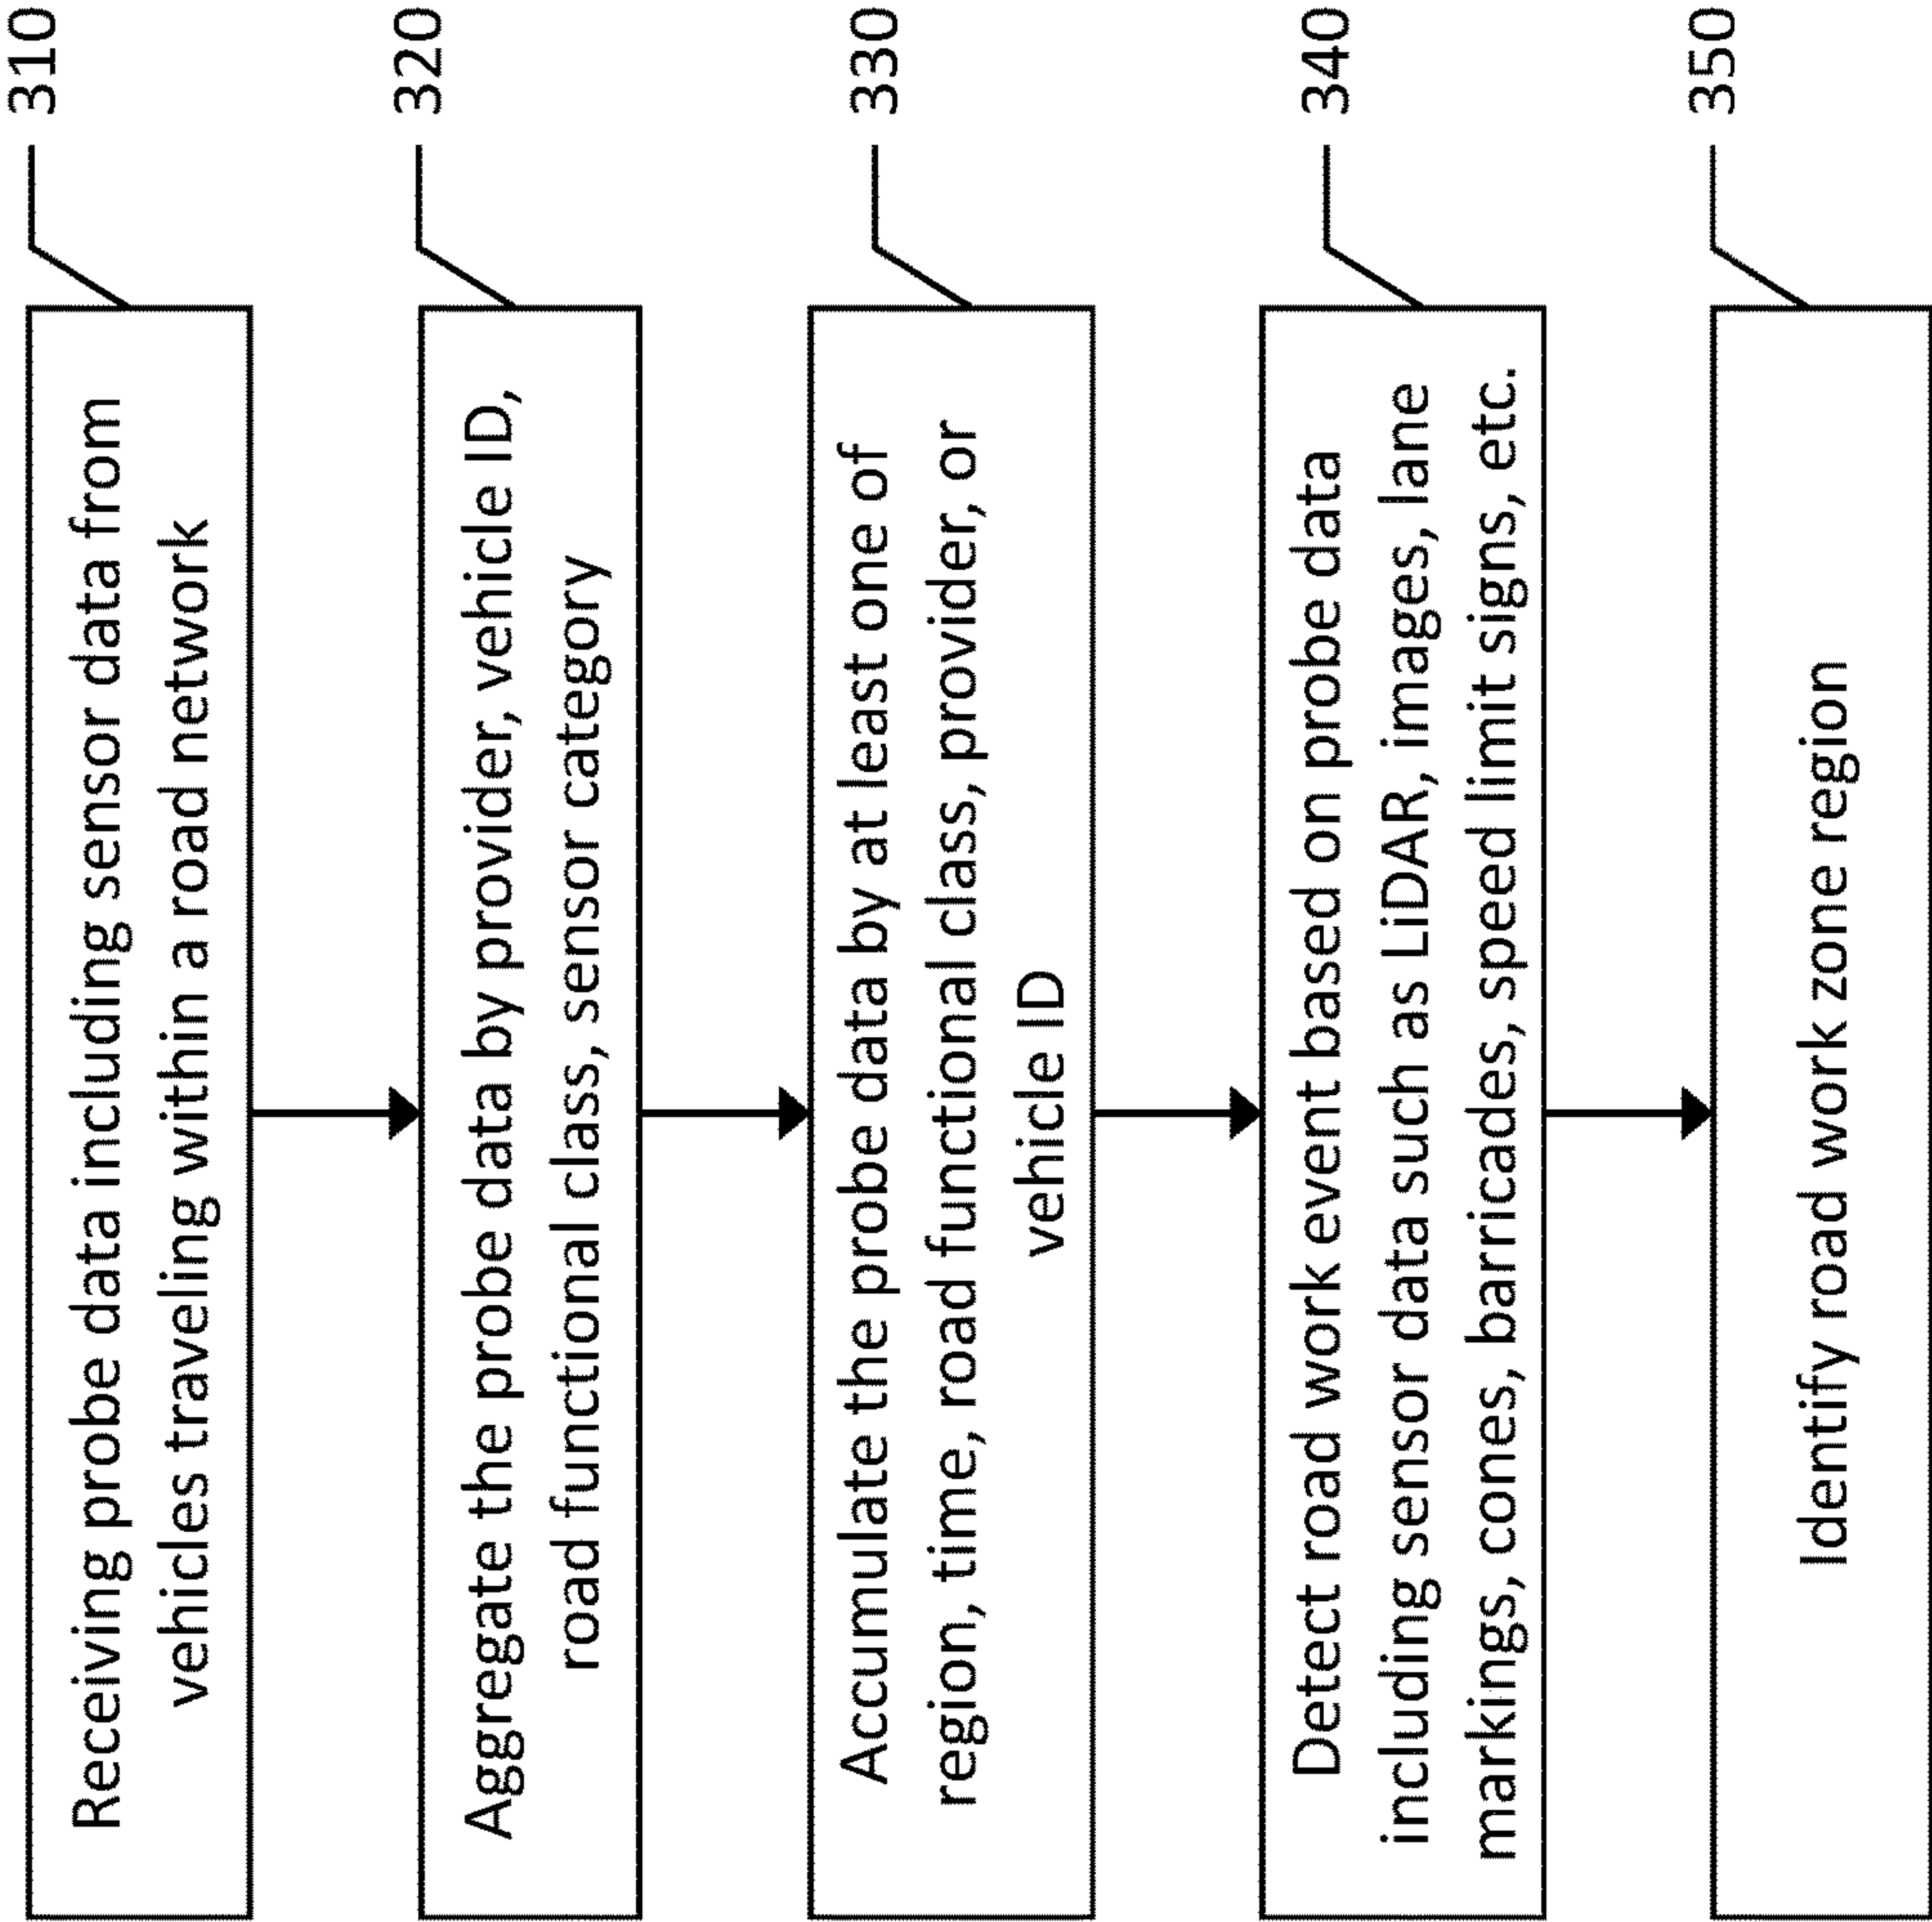 Receiving probe data including sensor data from
vehicles traveling within a road network
310
Aggregate the probe data by provider, vehicle ID,
road functional class, sensor category
320
Accumulate the probe data by at least one of
region, time, road functional class, provider, or
vehicle ID
330
Detect road work event based on probe data
including sensor data such as LiDAR, images, lane
markings, cones, barricades, speed limit signs, etc.
340
Identify road work zone region
350